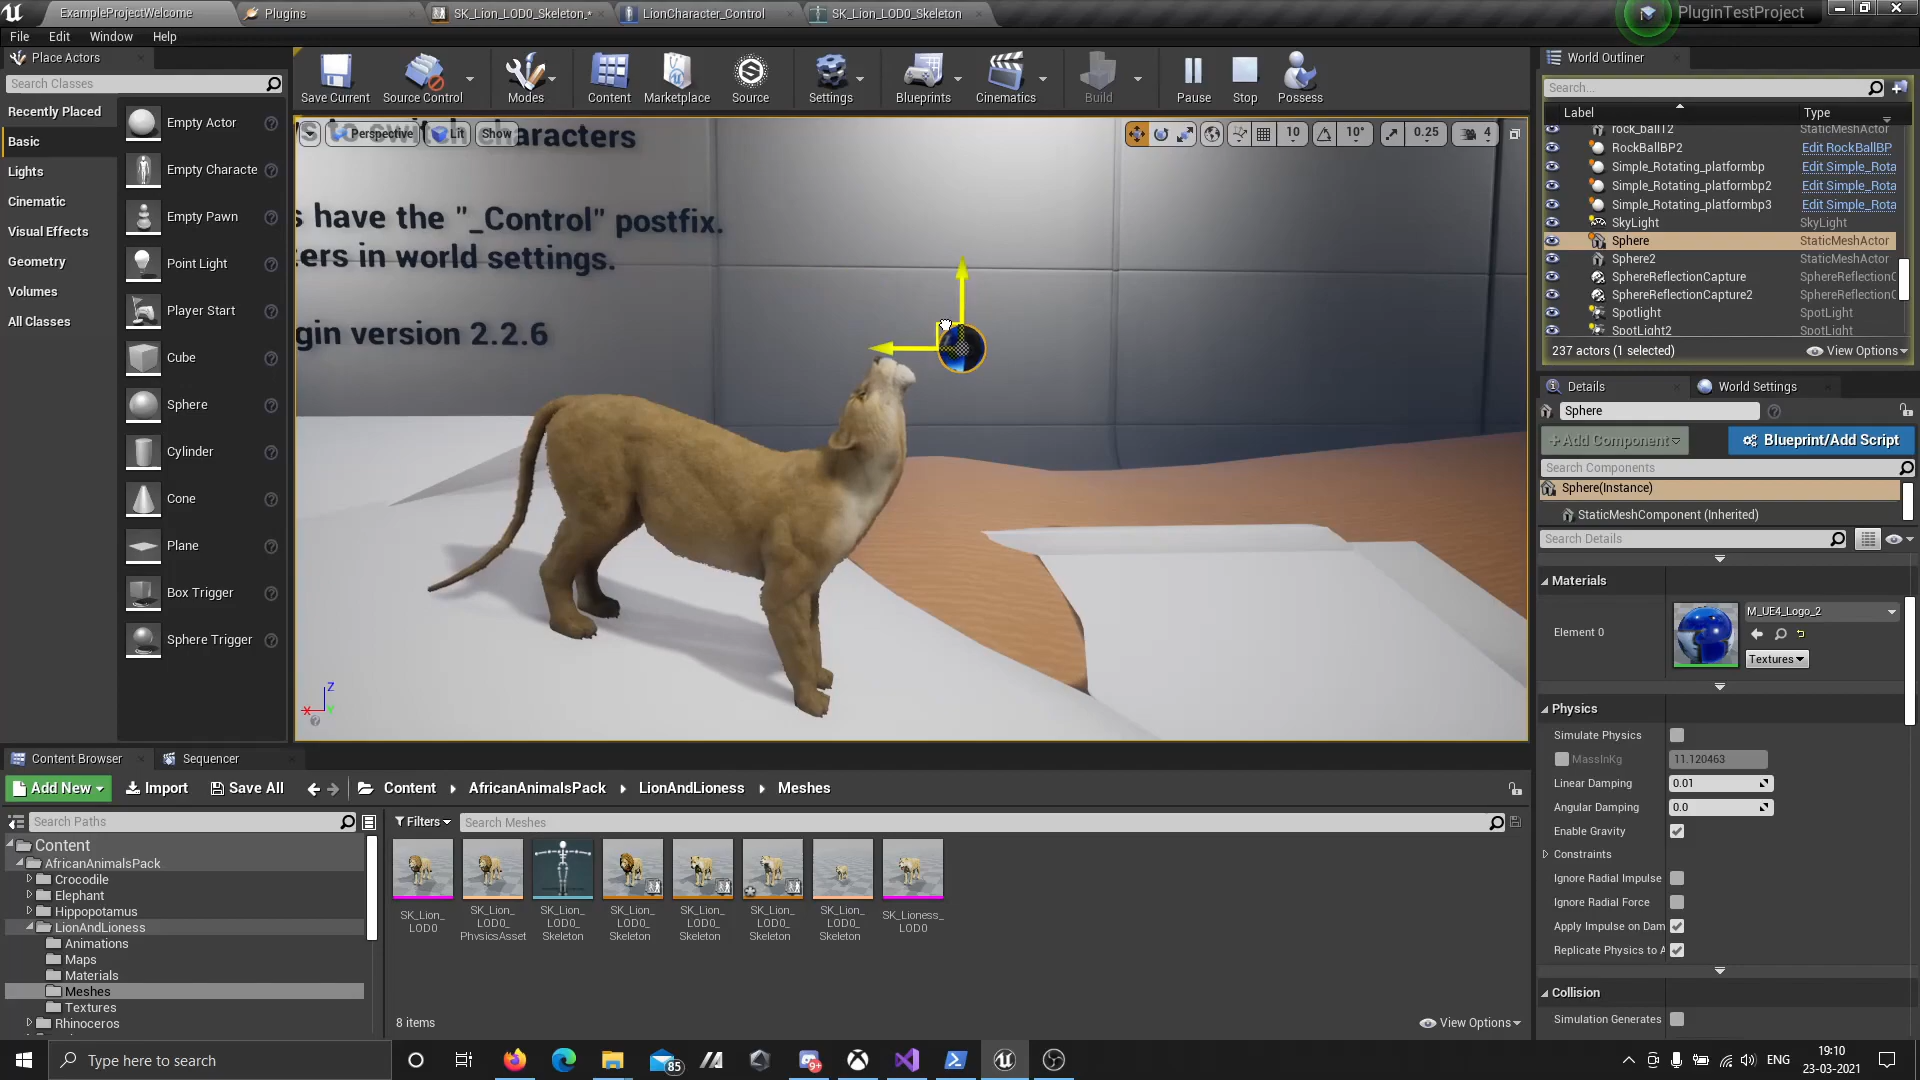 ExampleProjectWelcome
Plugins
SK_Lion_LOD0_Skeleton_*
LionCharacter_Control
SK_Lion_LOD0_Skeleton
PluginTestProject
File Edit Window Help
Place Actors
Search Classes
Recently Placed
Basic
Lights
Cinematic
Visual Effects
Geometry
Volumes
All Classes
Empty Actor
Empty Characte
Empty Pawn
Point Light
Player Start
Cube
Sphere
Cylinder
Cone
Plane
Box Trigger
Sphere Trigger
Save Current
Source Control
Modes
Content
Marketplace
Source
Settings
Blueprints
Cinematics
Build
Pause
Stop
Possess
Perspective
Lit
Show
10
10°
0.25
4
s to switch characters
s have the "_Control" postfix.
ters in world settings.
gin version 2.2.6
Z
X
Y
World Outliner
Search...
Label Type
rock_ball12 StaticMeshActor
RockBallBP2 Edit RockBallBP
Simple_Rotating_platformbp Edit Simple_Rota
Simple_Rotating_platformbp2 Edit Simple_Rota
Simple_Rotating_platformbp3 Edit Simple_Rota
SkyLight SkyLight
Sphere StaticMeshActor
Sphere2 StaticMeshActor
SphereReflectionCapture SphereReflectionC
SphereReflectionCapture2 SphereReflectionC
Spotlight SpotLight
SpotLight2 SpotLight
237 actors (1 selected)
View Options
Details
World Settings
Sphere
+Add Component
Blueprint/Add Script
Search Components
Sphere(Instance)
StaticMeshComponent (Inherited)
Search Details
Materials
Element 0
M_UE4_Logo_2
Textures
Physics
Simulate Physics
MassInKg 11.120463
Linear Damping 0.01
Angular Damping 0.0
Enable Gravity
Constraints
Ignore Radial Impulse
Ignore Radial Force
Apply Impulse on Dam
Replicate Physics to A
Collision
Simulation Generates
Content Browser
Sequencer
Add New
Import
Save All
Content
AfricanAnimalsPack
LionAndLioness
Meshes
Search Paths
Filters
Search Meshes
Content
AfricanAnimalsPack
Crocodile
Elephant
Hippopotamus
LionAndLioness
Animations
Maps
Materials
Meshes
Textures
Rhinoceros
SK_Lion_
LOD0
SK_Lion_
LOD0_
PhysicsAsset
SK_Lion_
LOD0_
Skeleton
SK_Lion_
LOD0_
Skeleton
SK_Lion_
LOD0_
Skeleton
SK_Lion_
LOD0_
Skeleton
SK_Lion_
LOD0_
Skeleton
SK_Lioness_
LOD0
8 items
View Options
Type here to search
85
9+
ENG
19:10
23-03-2021